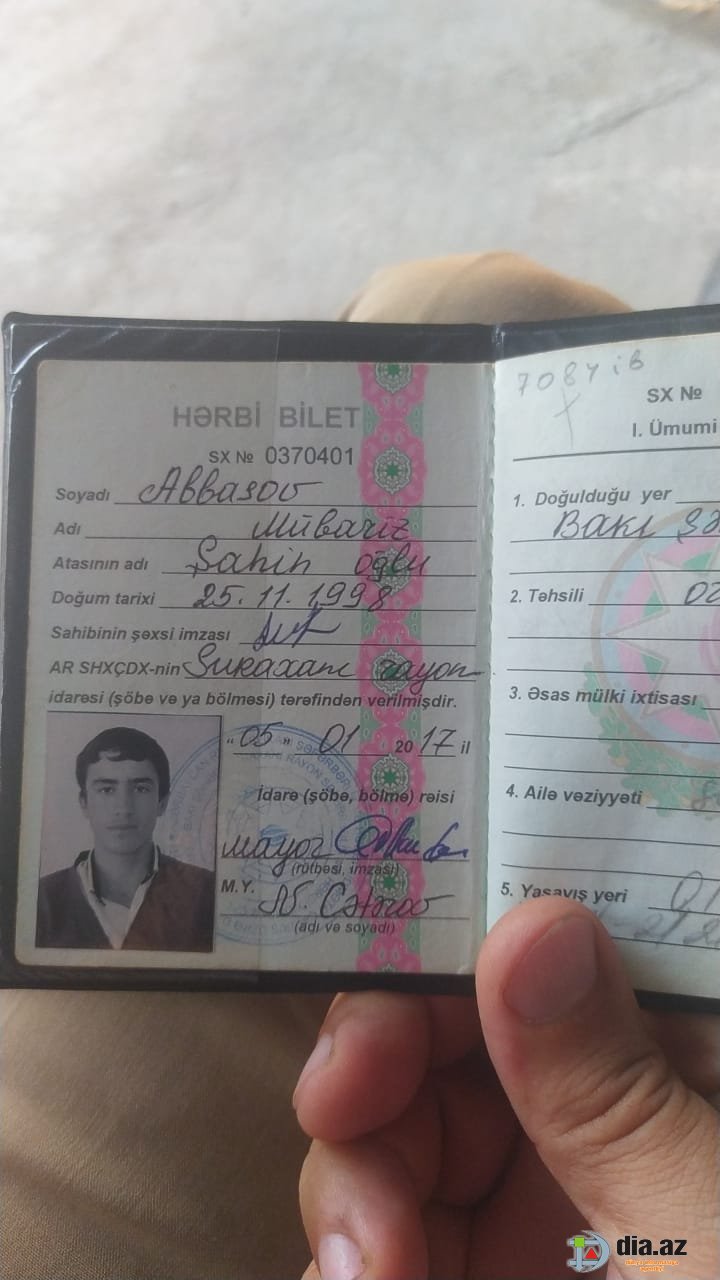 HƏRBİ BİLET
SX № 0370401
Soyadı Abbasov
Adı Mübariz
Atasının adı Şahin oğlu
Doğum tarixi 25.11.1998
Sahibinin şəxsi imzası
AR SHXÇDX-nin Suraxanı rayon
idarəsi (şöbə və ya bölməsi) tərəfindən verilmişdir.
"05" 01 2017 il
İdarə (şöbə, bölmə) rəisi
mayor
(rütbəsi, imzası)
M.Y.
(adı və soyadı)
SX №
I. Ümumi
1. Doğulduğu yer
Bakı şə
2. Təhsili
3. Əsas mülki ixtisası
4. Ailə vəziyyəti
5. Yaşayış yeri
dia.az